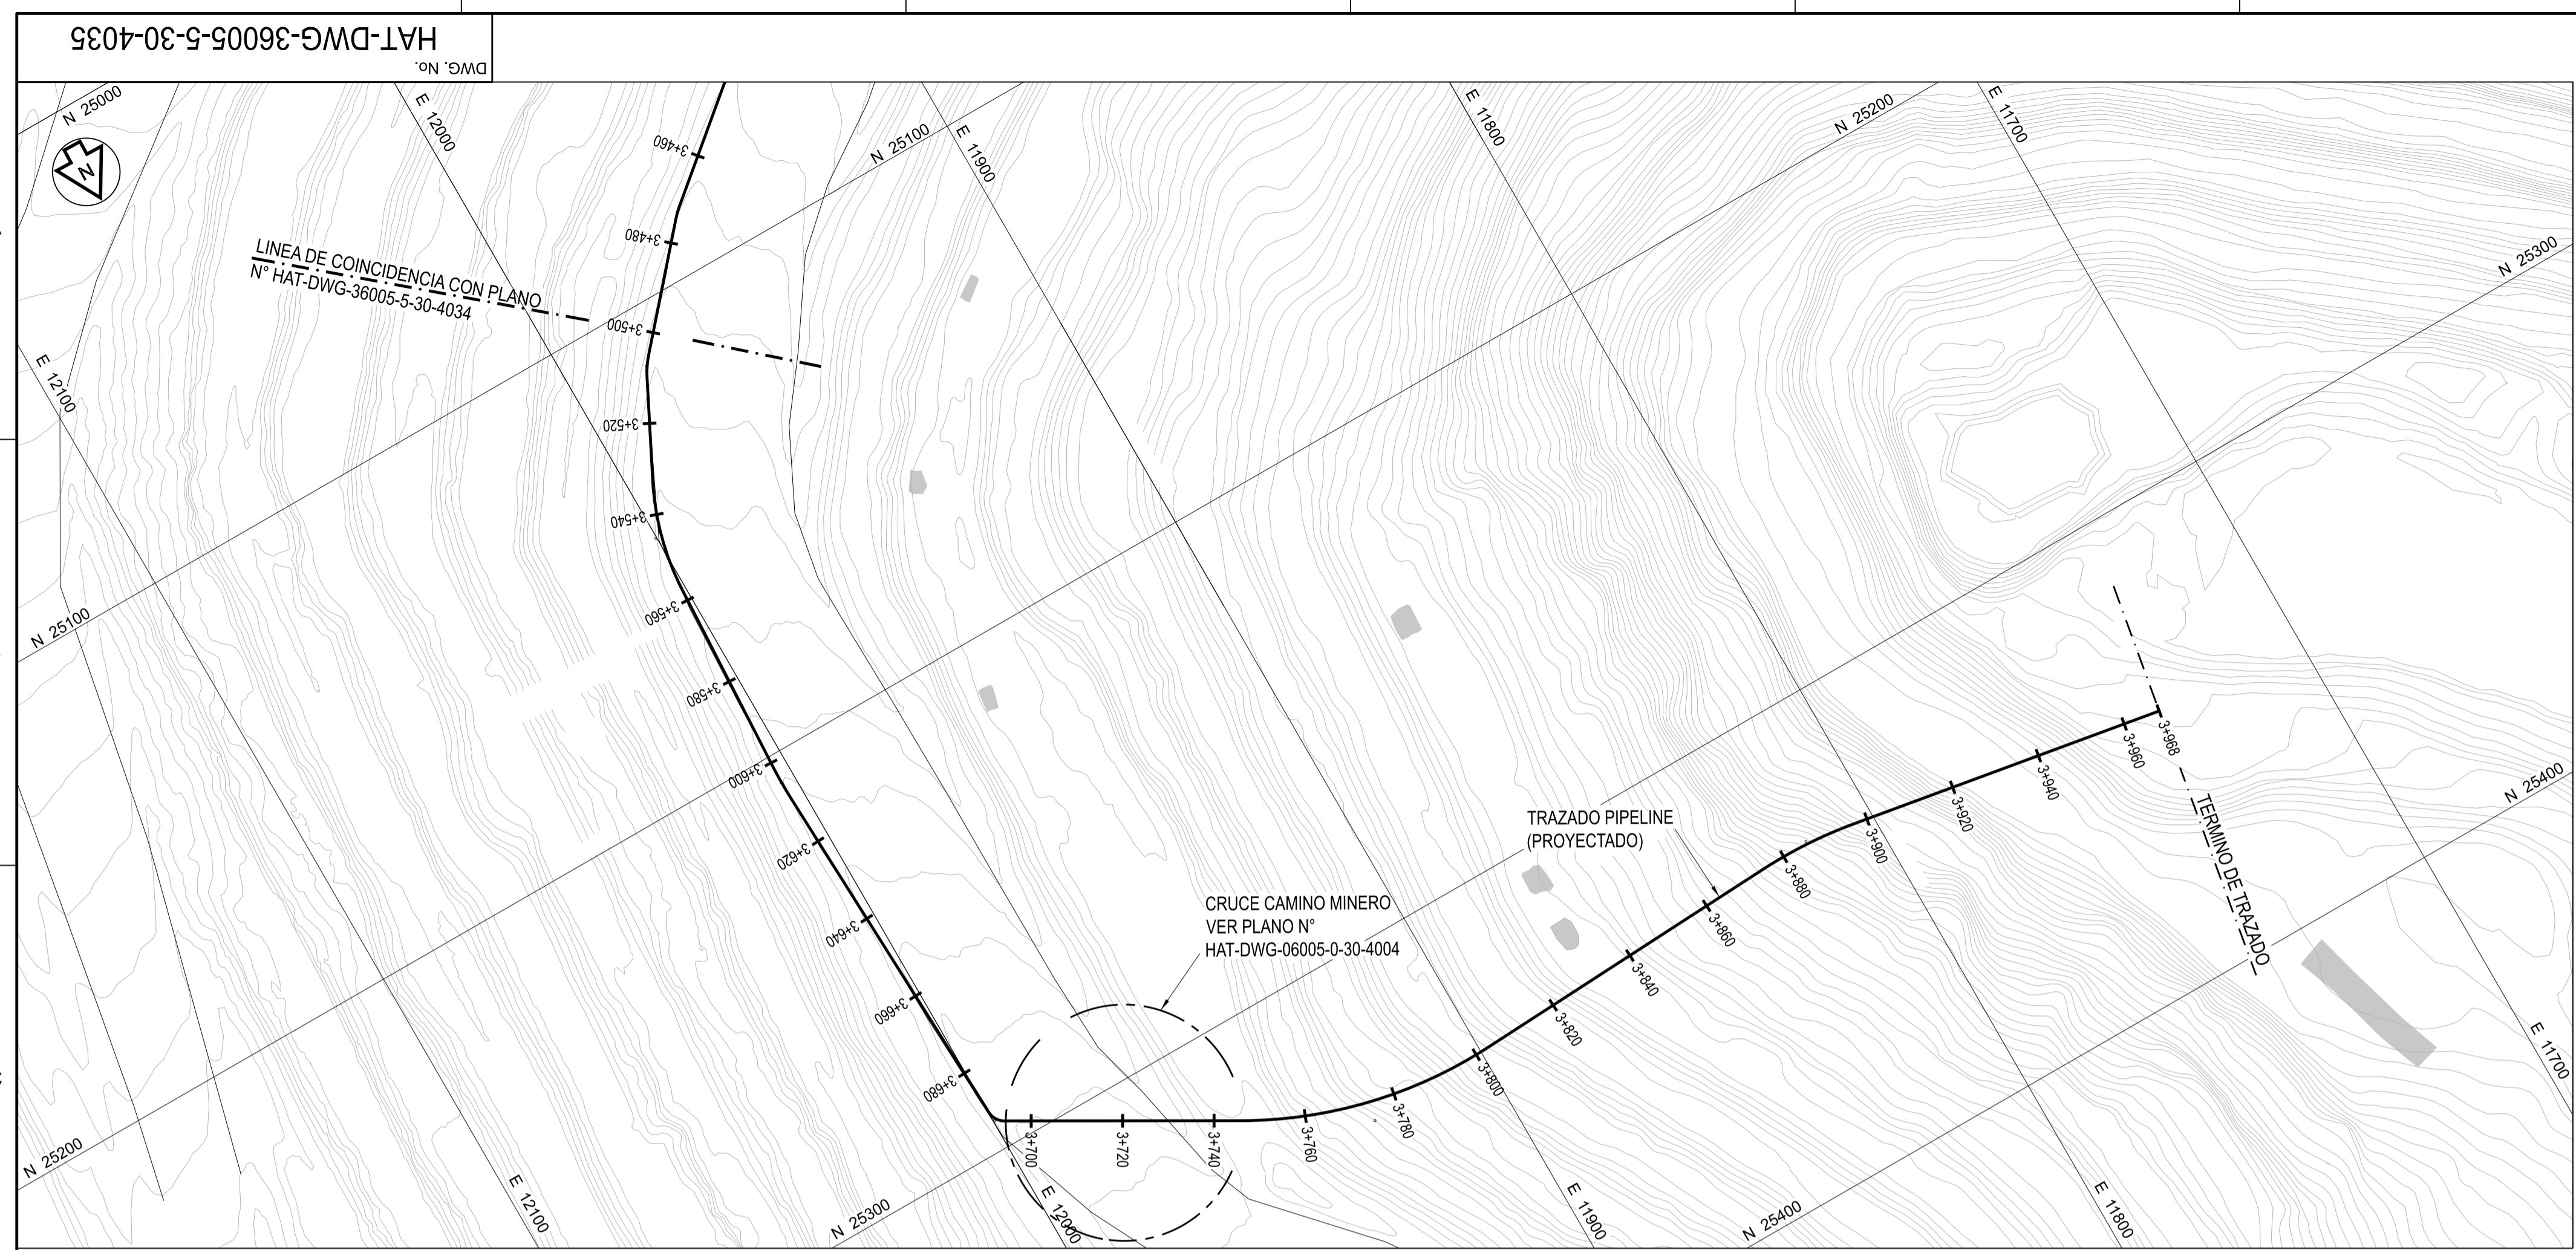 HAT-DWG-36005-5-30-4035
DWG. No.
N 25000
E 12000
N 25100
E 11900
E 11800
N 25200
E 11700
N 25300
N
LINEA DE COINCIDENCIA CON PLANO
N° HAT-DWG-36005-5-30-4034
E 12100
N 25100
N 25200
E 12100
N 25300
E 12000
E 11900
N 25400
E 11800
E 11700
N 25400
3+460
3+480
3+500
3+520
3+540
3+560
3+580
3+600
3+620
3+640
3+660
3+680
3+700
3+720
3+740
3+760
3+780
3+800
3+820
3+840
3+860
3+880
3+900
3+920
3+940
3+960
3+968
TRAZADO PIPELINE
(PROYECTADO)
CRUCE CAMINO MINERO
VER PLANO N°
HAT-DWG-06005-0-30-4004
TERMINO DE TRAZADO